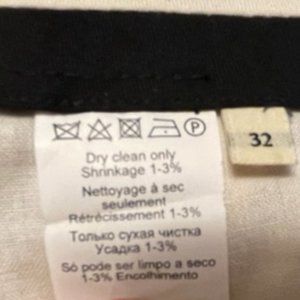 P
32
Dry clean only
Shrinkage 1-3%
Nettoyage à sec
seulement
Rétrécissement 1-3%
Только сухая чистка
Усадка 1-3%
Só pode ser limpo a seco
1-3% Encolhimento